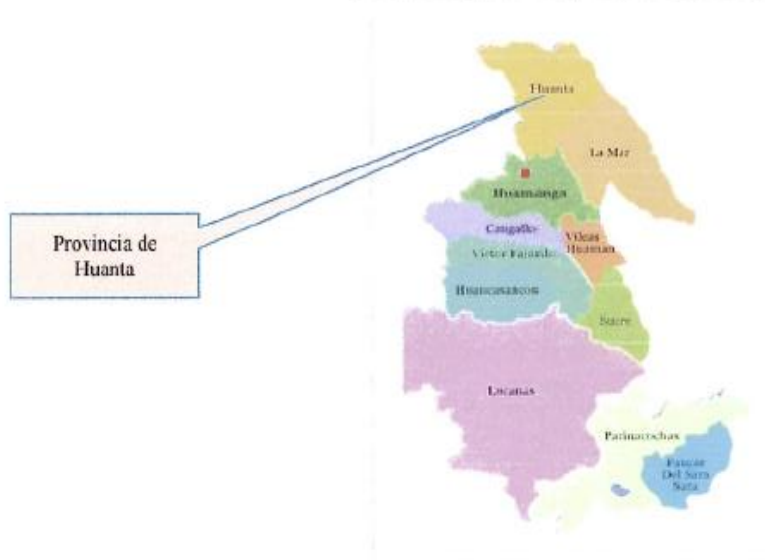 Huanta
La Mar
Huamanga
Provincia de
Huanta
Cangallo
Vilcas
Huaman
Victor Fajardo
Huancasancos
Sucre
Lucanas
Parinacochas
Paucar
Del Sara
Sara